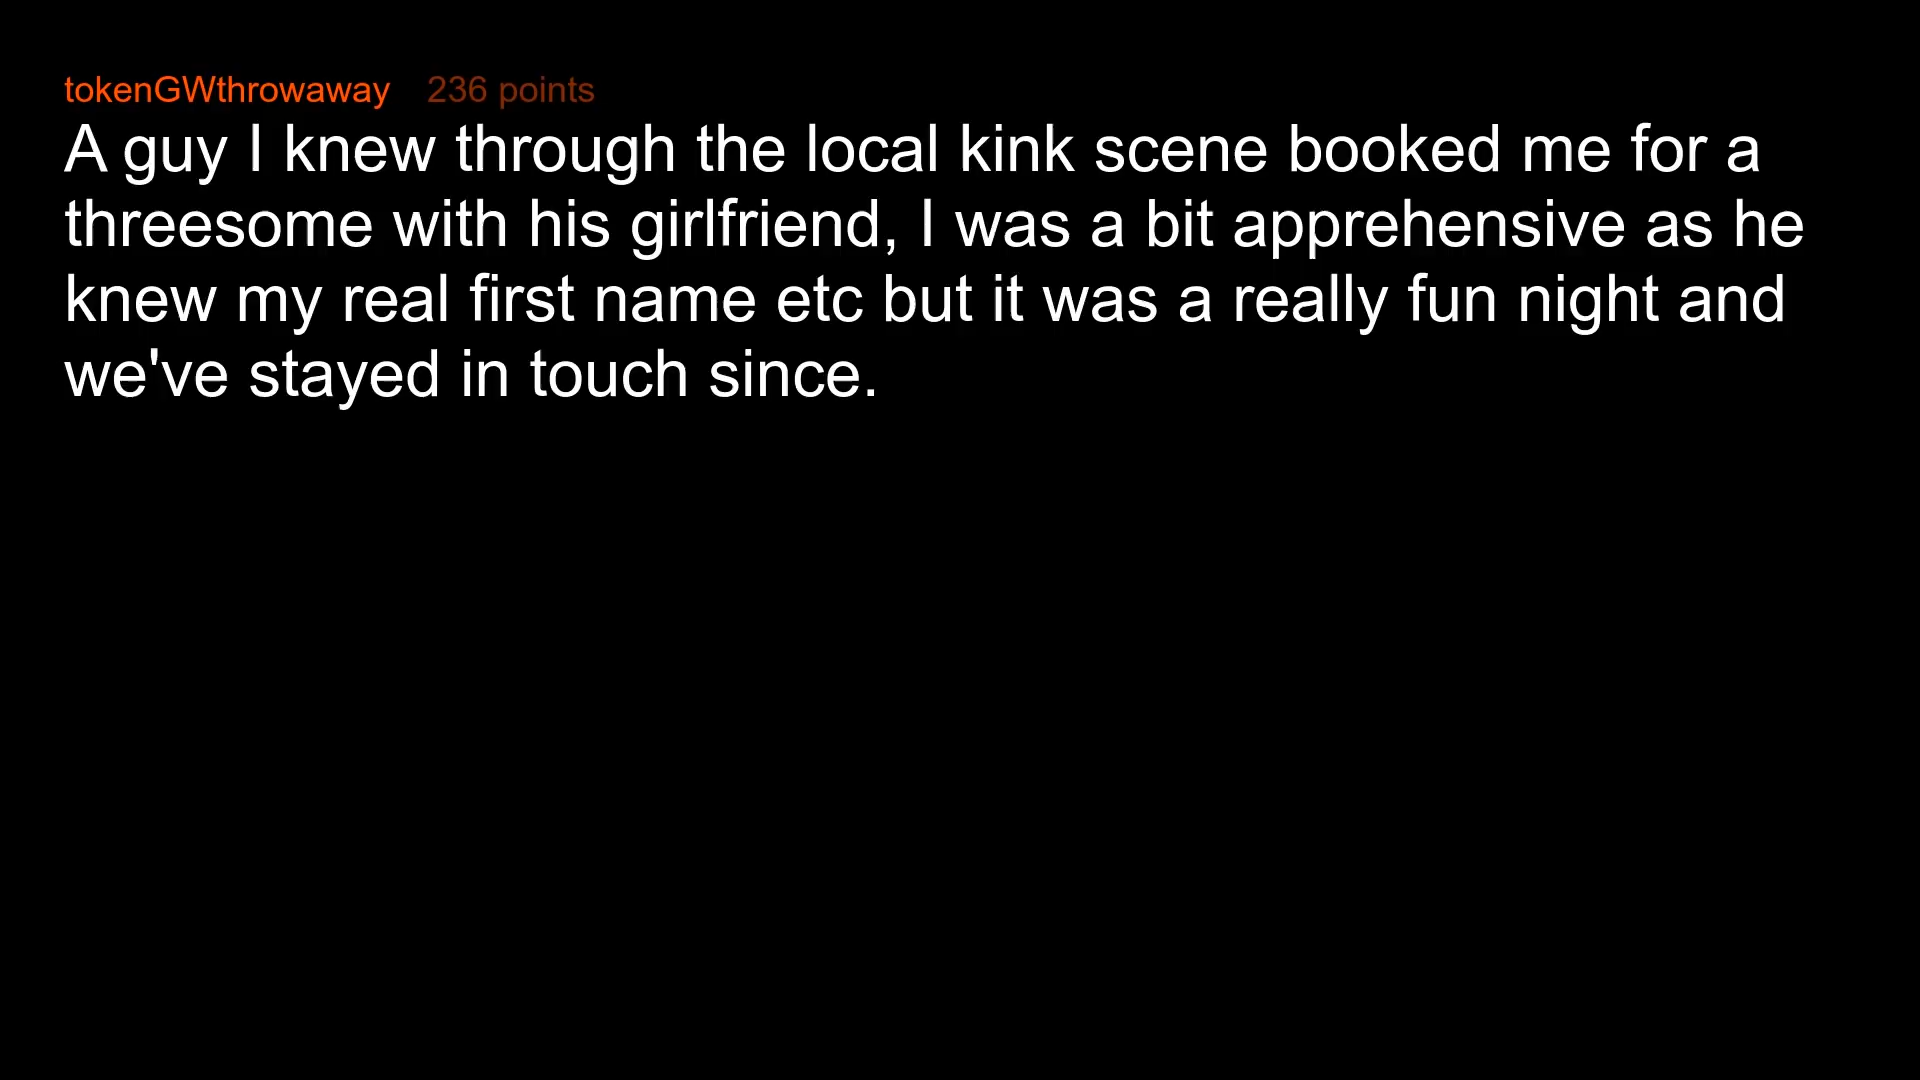 tokenGWthrowaway 236 points
A guy I knew through the local kink scene booked me for a
threesome with his girlfriend, I was a bit apprehensive as he
knew my real first name etc but it was a really fun night and
we've stayed in touch since.